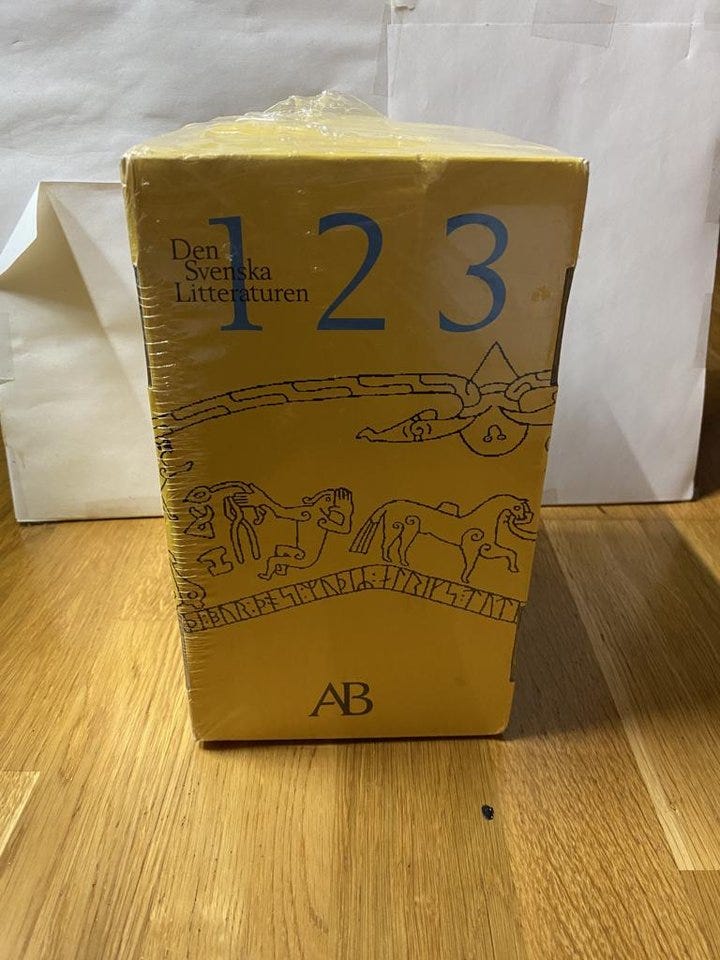 1 2 3
Den
Svenska
Litteraturen
AB